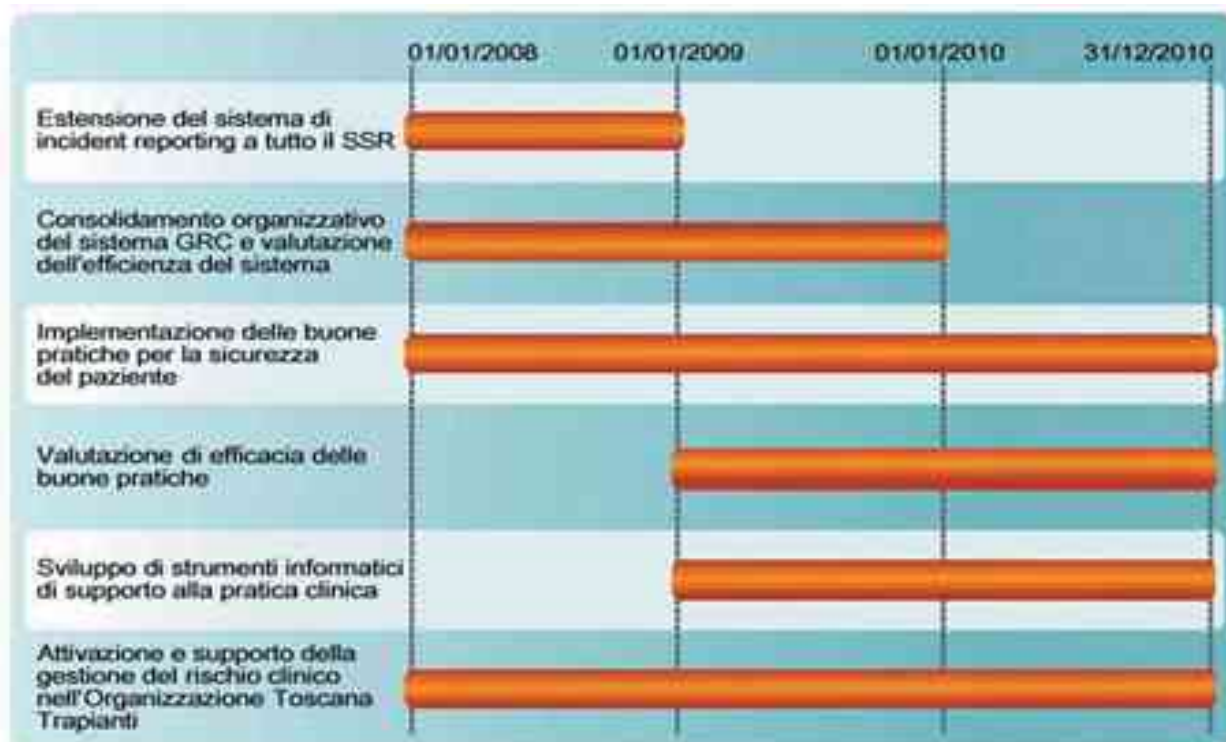 01/01/2008 01/01/2009 01/01/2010 31/12/2010
Estensione del sistema di
incident reporting a tutto il SSR
Consolidamento organizzativo
del sistema GRC e valutazione
dell'efficienza del sistema
Implementazione delle buone
pratiche per la sicurezza
del paziente
Valutazione di efficacia delle
buone pratiche
Sviluppo di strumenti informatici
di supporto alla pratica clinica
Attivazione e supporto della
gestione del rischio clinico
nell'Organizzazione Toscana
Trapianti